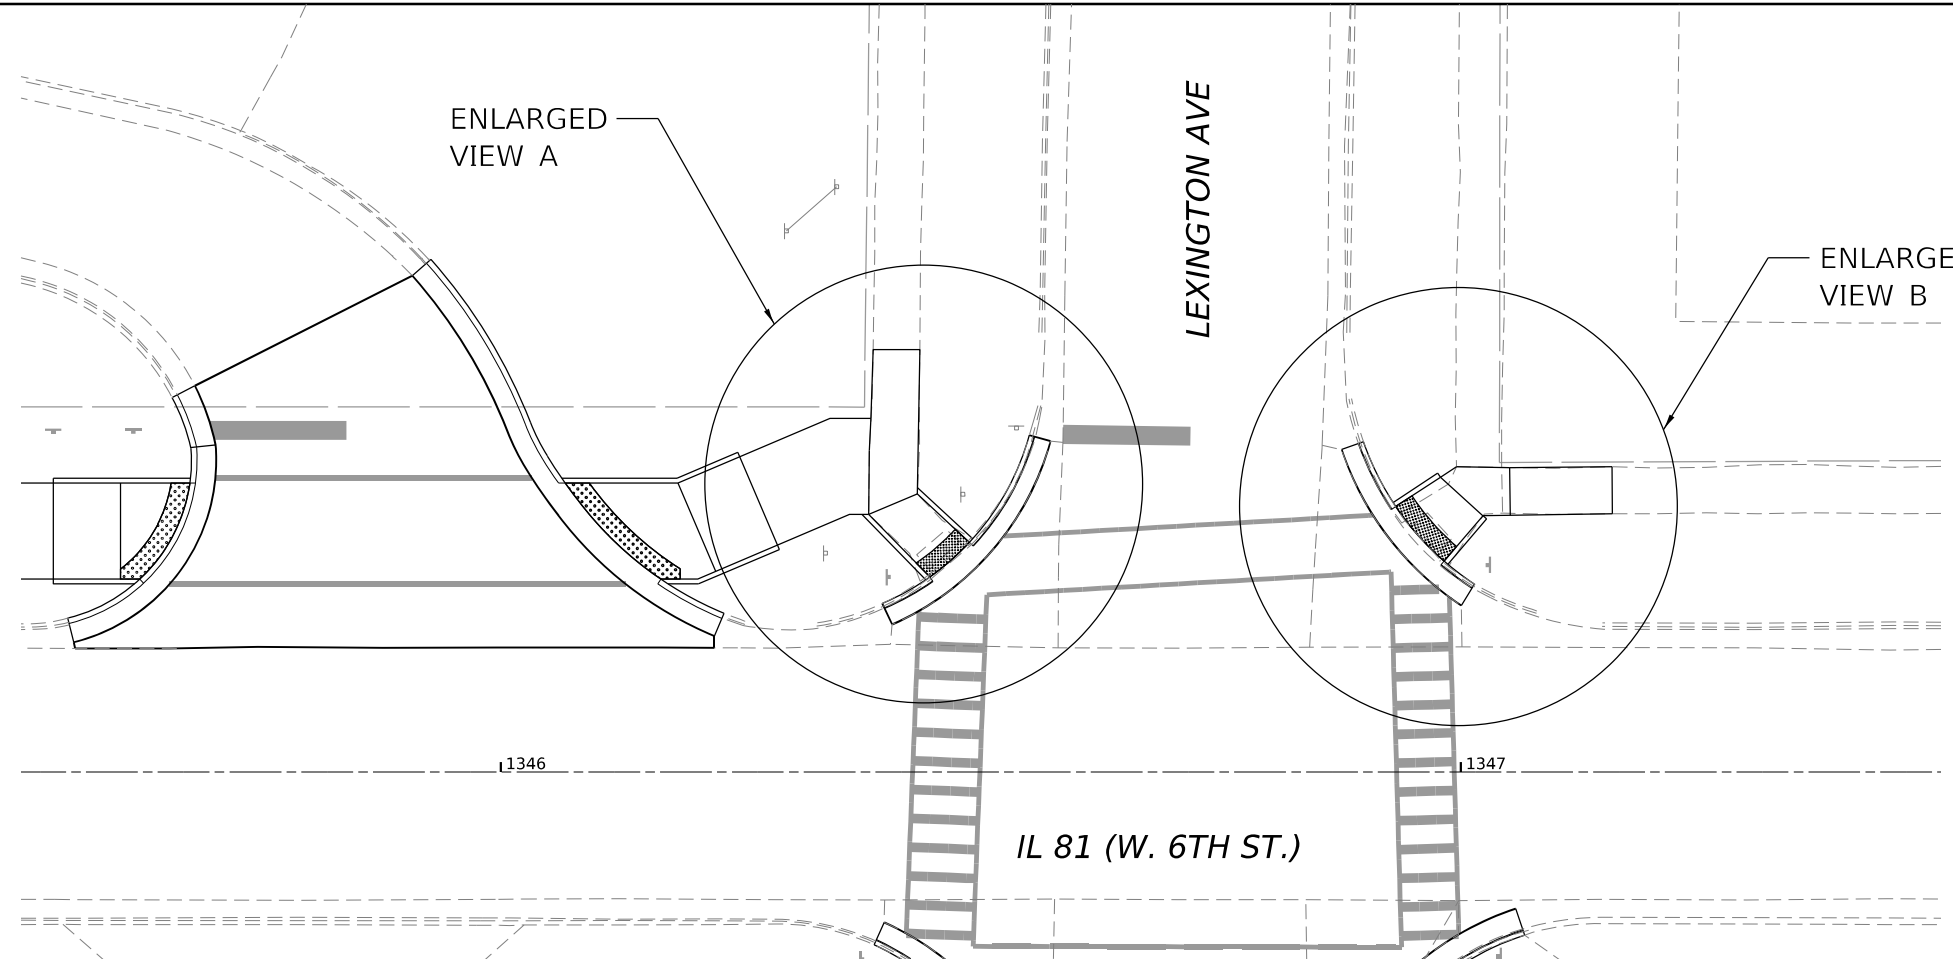 ENLARGED
VIEW A
LEXINGTON AVE
ENLARGE
VIEW B
1346
1347
IL 81 (W. 6TH ST.)